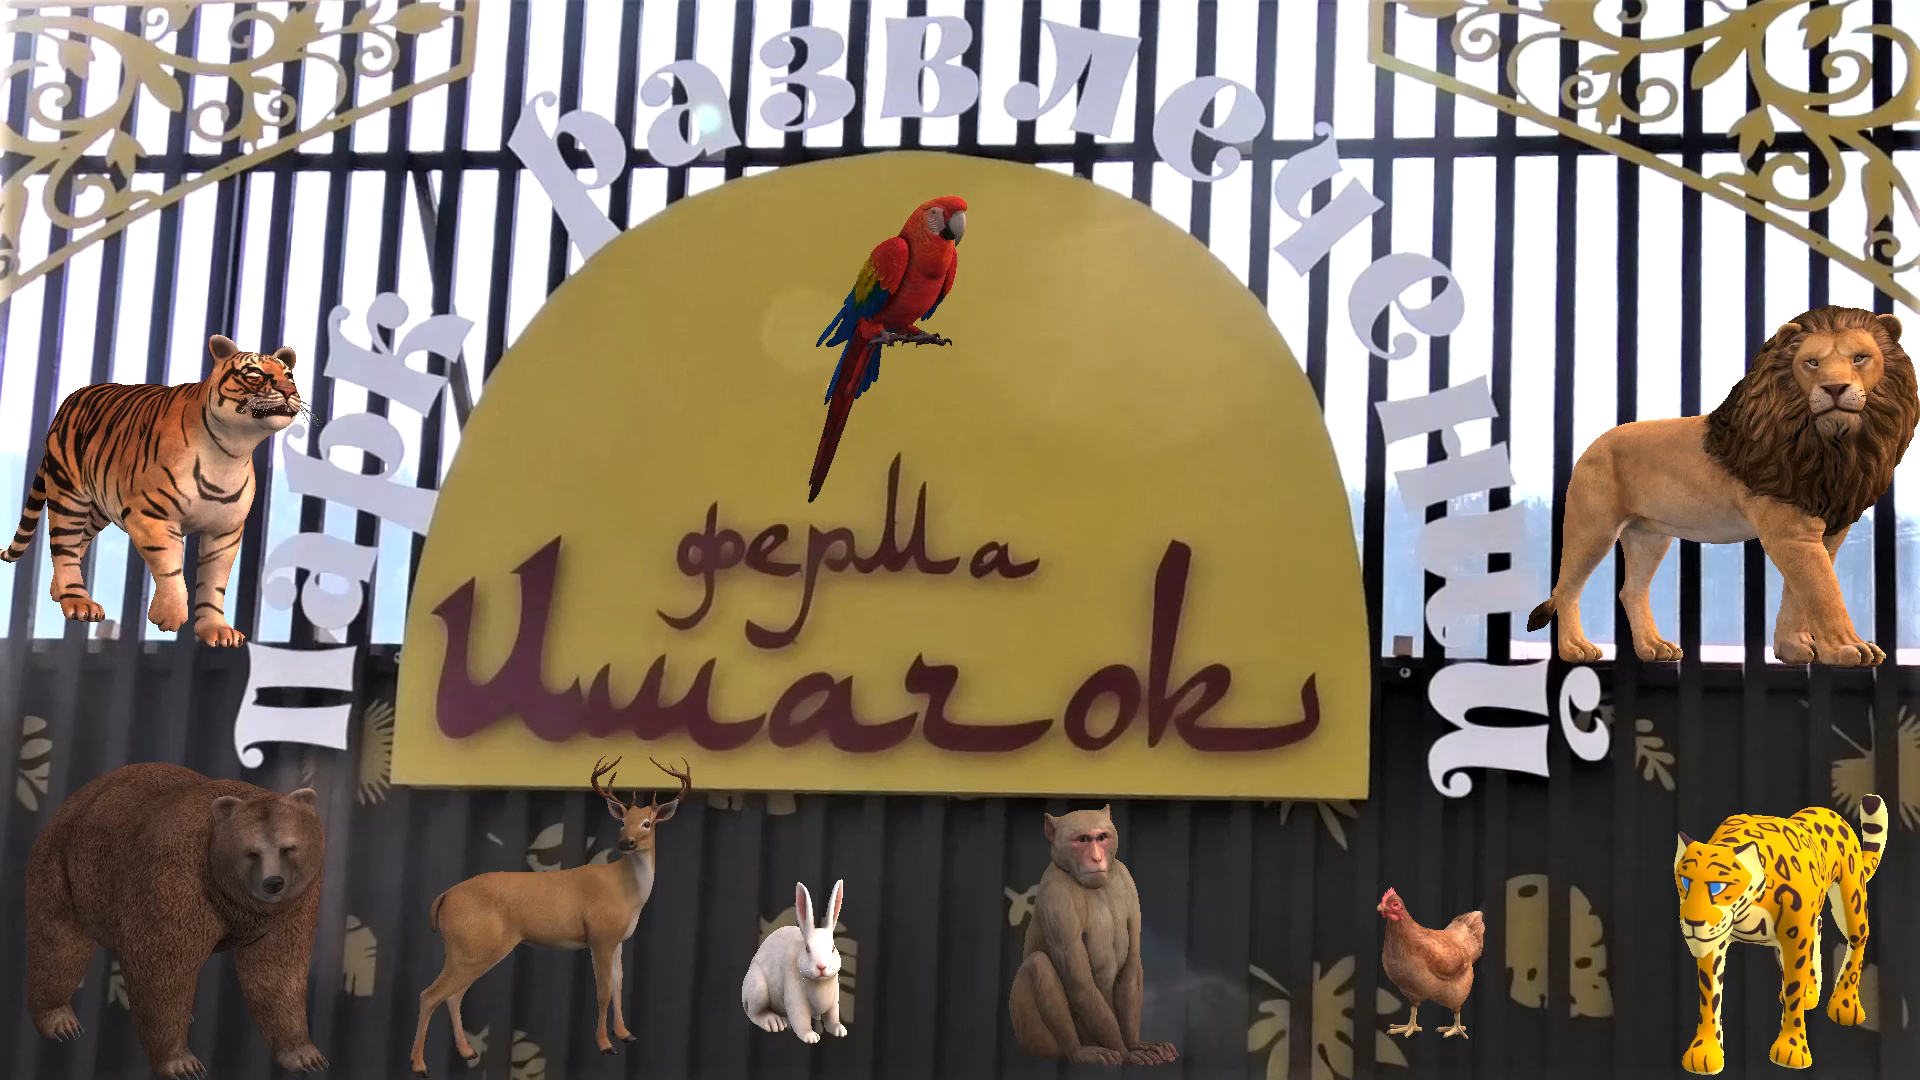 парк развлечений
ферма
Ишачок